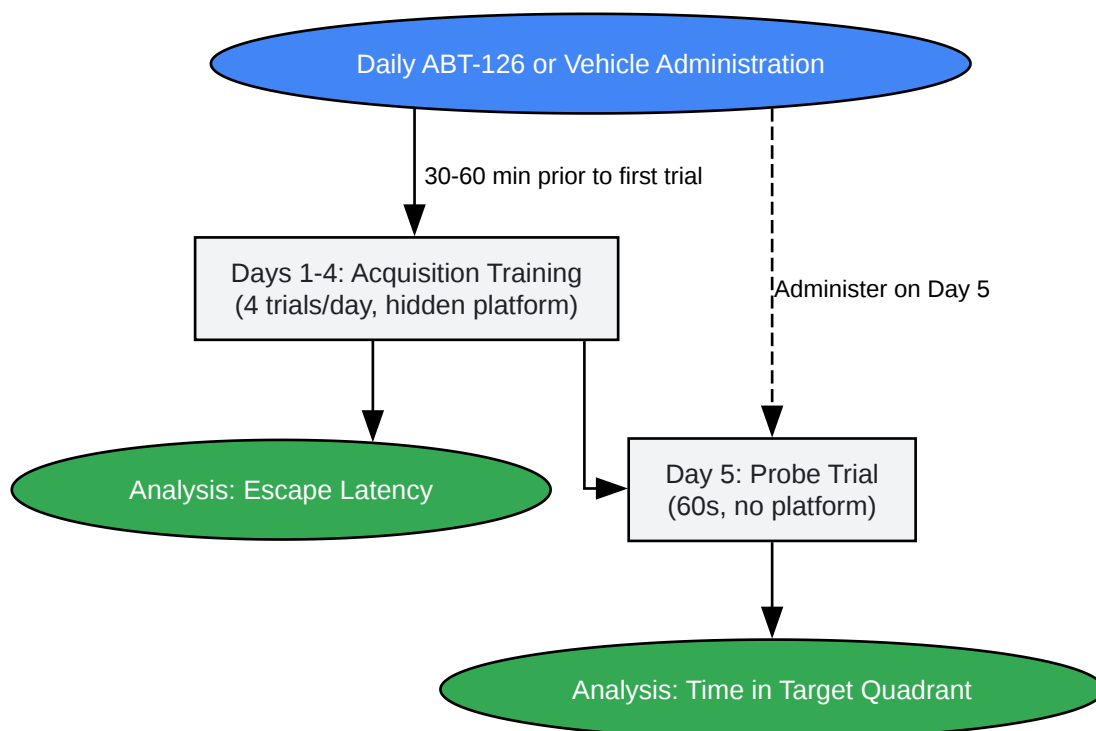 Daily ABT-126 or Vehicle Administration
30-60 min prior to first trial
Days 1-4: Acquisition Training
(4 trials/day, hidden platform)
Administer on Day 5
Analysis: Escape Latency
Day 5: Probe Trial
(60s, no platform)
Analysis: Time in Target Quadrant